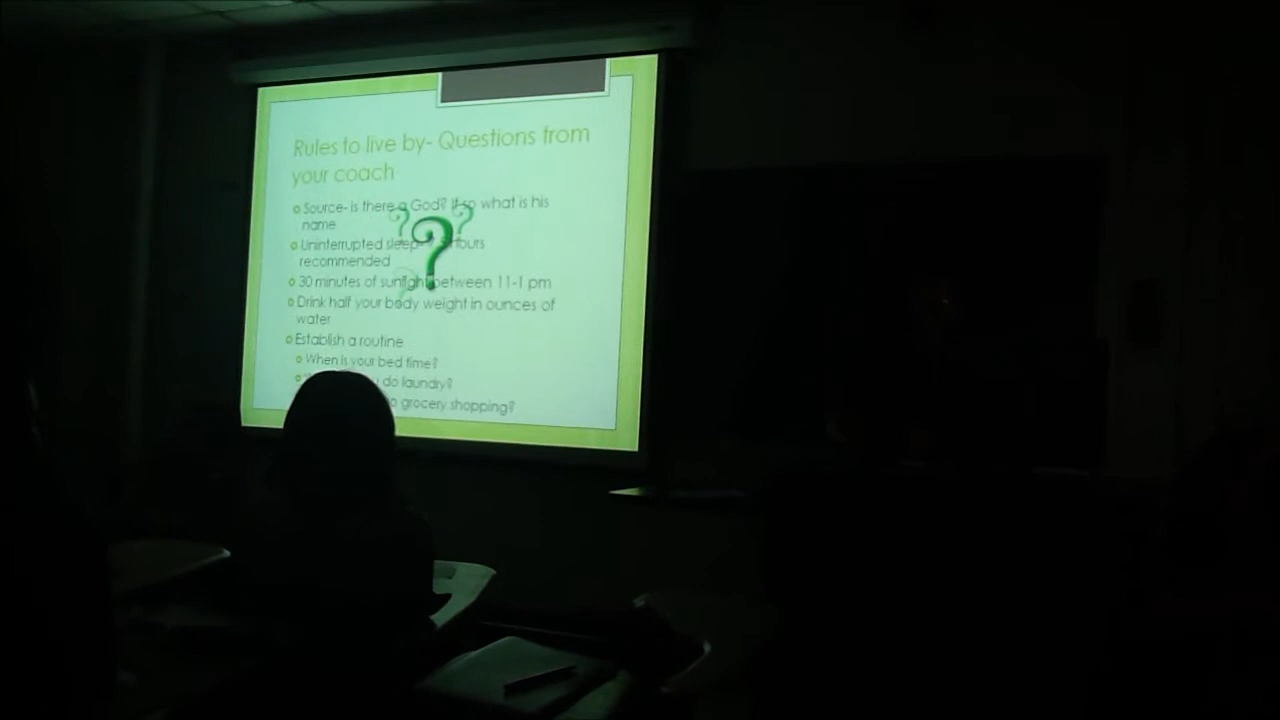 Rules to live by- Questions from
your coach
Source- is there a God? If so what is his
name
Uninterrupted sleep- hours
recommended
30 minutes of sunlight between 11-1 pm
Drink half your body weight in ounces of
water
Establish a routine
When is your bed time?
do laundry?
grocery shopping?